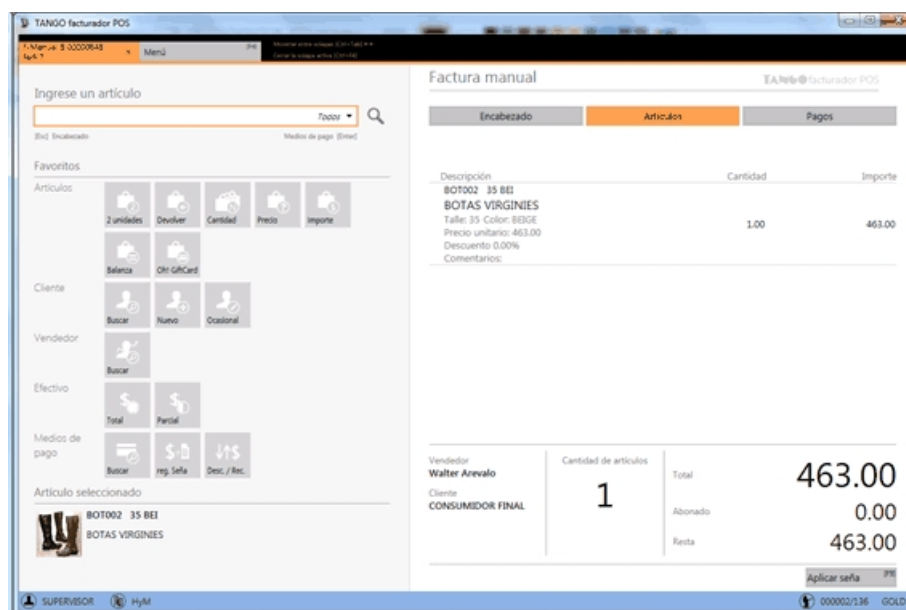 TANGO facturador POS
Menú
Ingrese un artículo
Todos
[Esc] Encabezado Medios de pago [Enter]
Favoritos
Artículos
2 unidades Devolver Cantidad Precio Importe
Balanza Oh! GiftCard
Cliente
Buscar Nuevo Ocasional
Vendedor
Buscar
Efectivo
Total Parcial
Medios de
pago
Buscar reg. Seña Desc. / Rec.
Artículo seleccionado
BOT002 35 BEI
BOTAS VIRGINIES
Factura manual
TANGO facturador POS
Encabezado Artículos Pagos
Descripción Cantidad Importe
BOT002 35 BEI
BOTAS VIRGINIES
Talle: 35 Color: BEIGE
Precio unitario: 463.00
1.00 463.00
Descuento 0.00%
Comentarios:
Vendedor
Walter Arevalo
Cliente
CONSUMIDOR FINAL
Cantidad de artículos
1
Total 463.00
Abonado 0.00
Resta 463.00
Aplicar seña
SUPERVISOR HyM 000002/136 GOLD